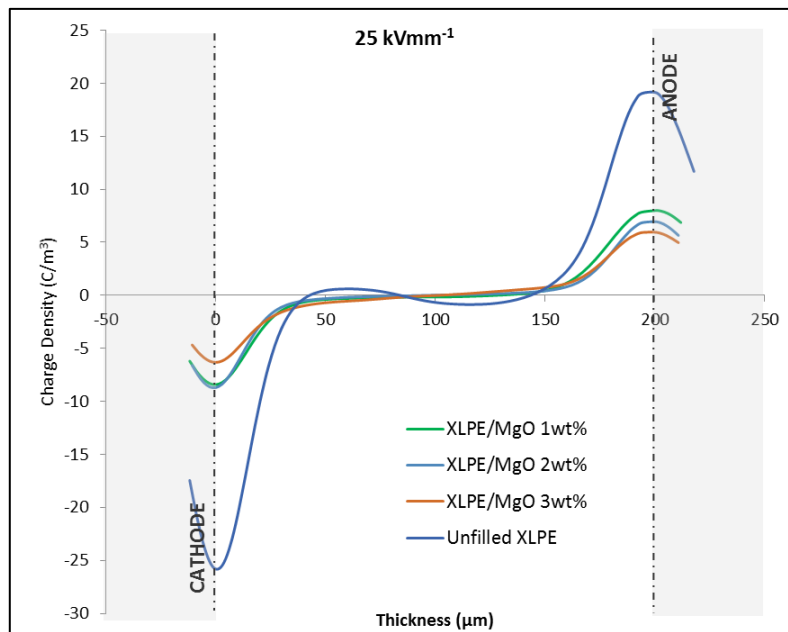 25 kVmm⁻¹
25
20
15
10
5
0
-5
-10
-15
-20
-25
-30
-50
0
50
100
150
200
250
Charge Density (C/m³)
Thickness (µm)
CATHODE
ANODE
XLPE/MgO 1wt%
XLPE/MgO 2wt%
XLPE/MgO 3wt%
Unfilled XLPE